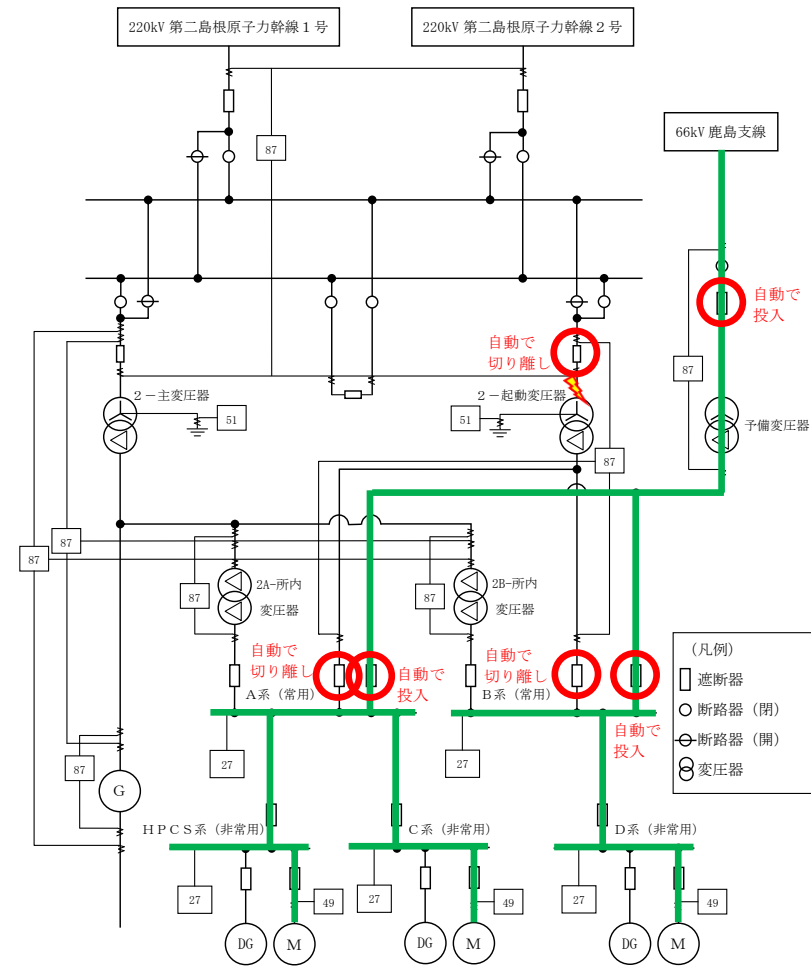 220kV 第二島根原子力幹線１号
220kV 第二島根原子力幹線２号
66kV 鹿島支線
87
自動で
投入
自動で
切り離し
87
２－主変圧器
51
２－起動変圧器
51
予備変圧器
87
87
87
87
2A-所内
変圧器
87
2B-所内
変圧器
自動で
切り離し
自動で
投入
自動で
切り離し
自動で
投入
Ａ系（常用）
Ｂ系（常用）
27
27
87
G
ＨＰＣＳ系（非常用）
Ｃ系（非常用）
Ｄ系（非常用）
27
49
27
49
27
49
DG
M
DG
M
DG
M
（凡例）
遮断器
断路器（閉）
断路器（開）
変圧器